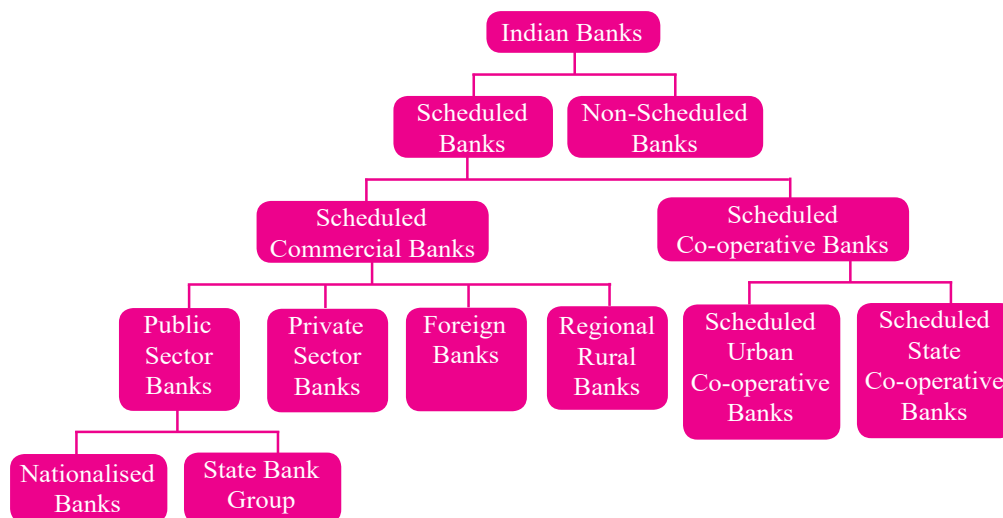 Indian Banks
Scheduled
Banks
Non-Scheduled
Banks
Scheduled
Commercial Banks
Scheduled
Co-operative Banks
Public
Sector
Banks
Private
Sector
Banks
Foreign
Banks
Regional
Rural
Banks
Scheduled
Urban
Co-operative
Banks
Scheduled
State
Co-operative
Banks
Nationalised
Banks
State Bank
Group